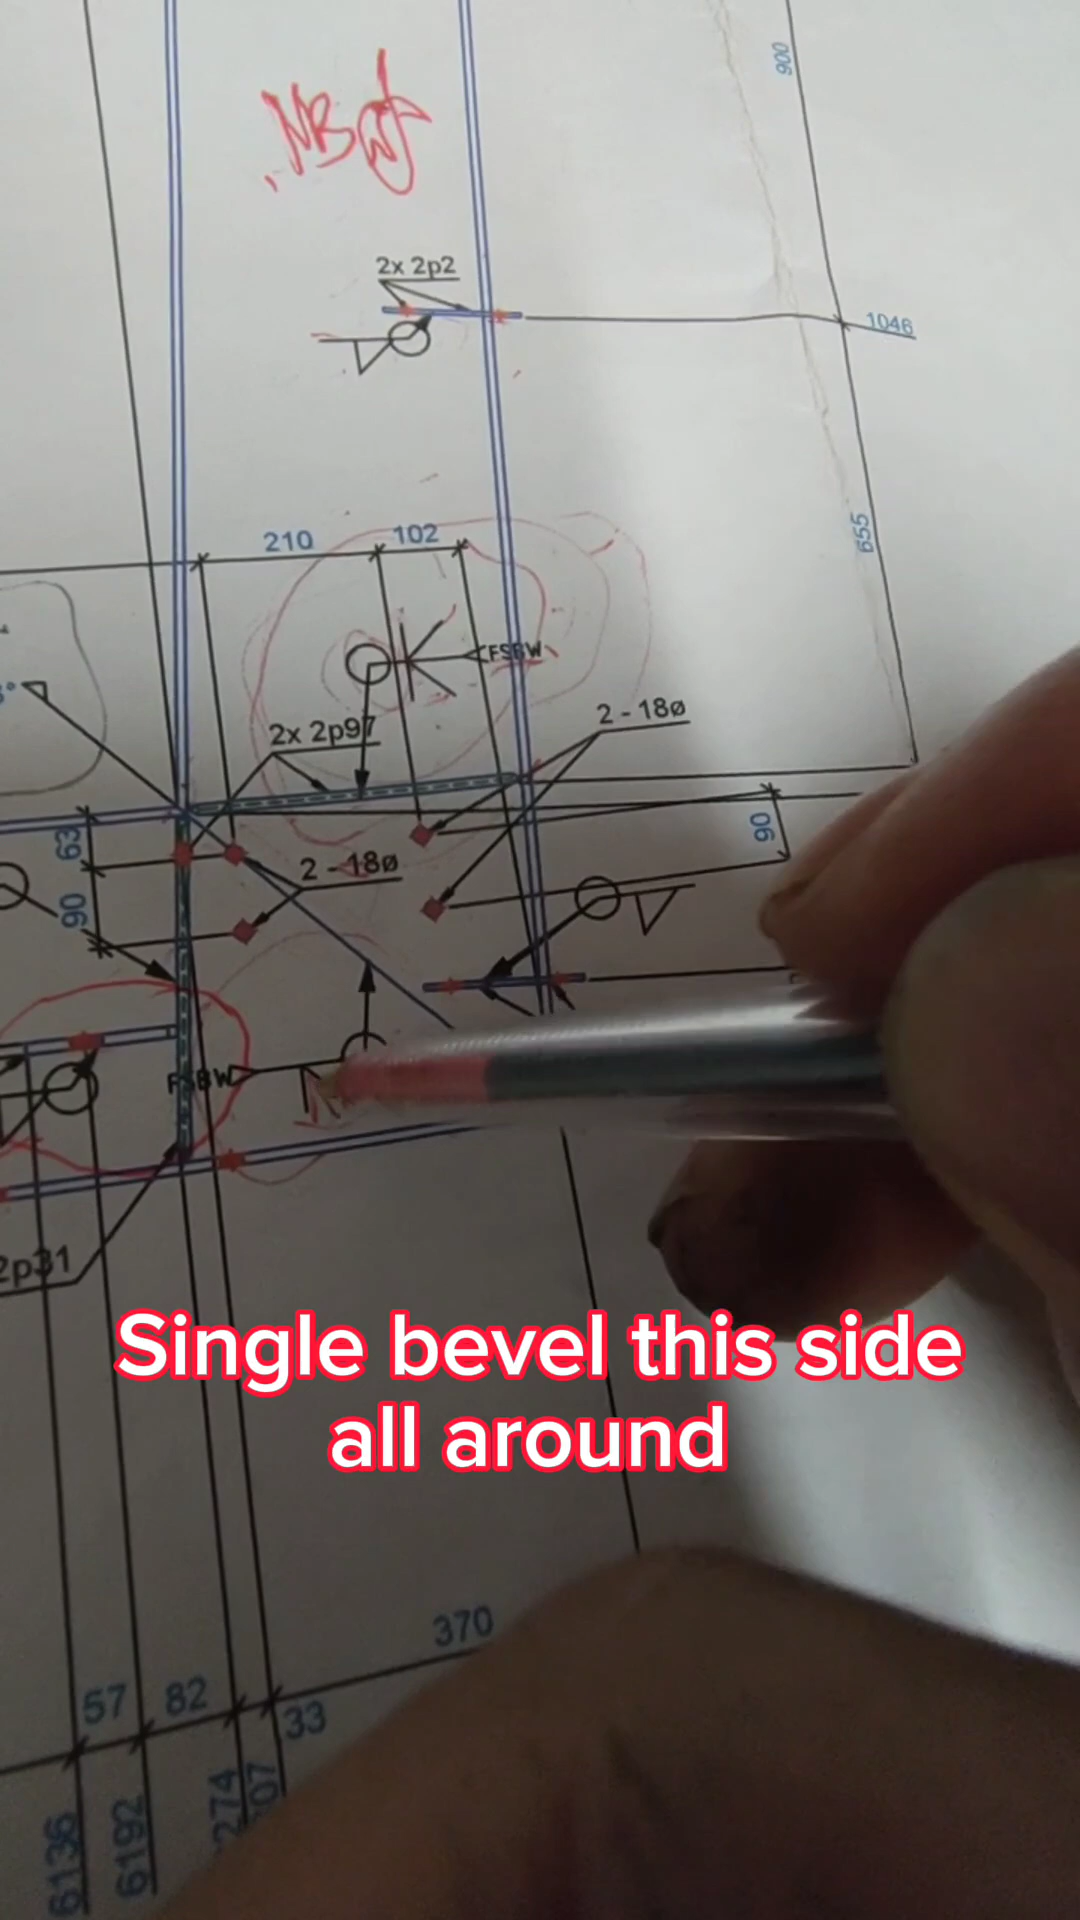 900
2x 2p2
1046
210
102
655
FSBW
2x 2p97
2 - 18ø
63
90
2 - 18ø
90
FSBW
2p31
Single bevel this side
all around
370
57
82
33
6136
6192
274